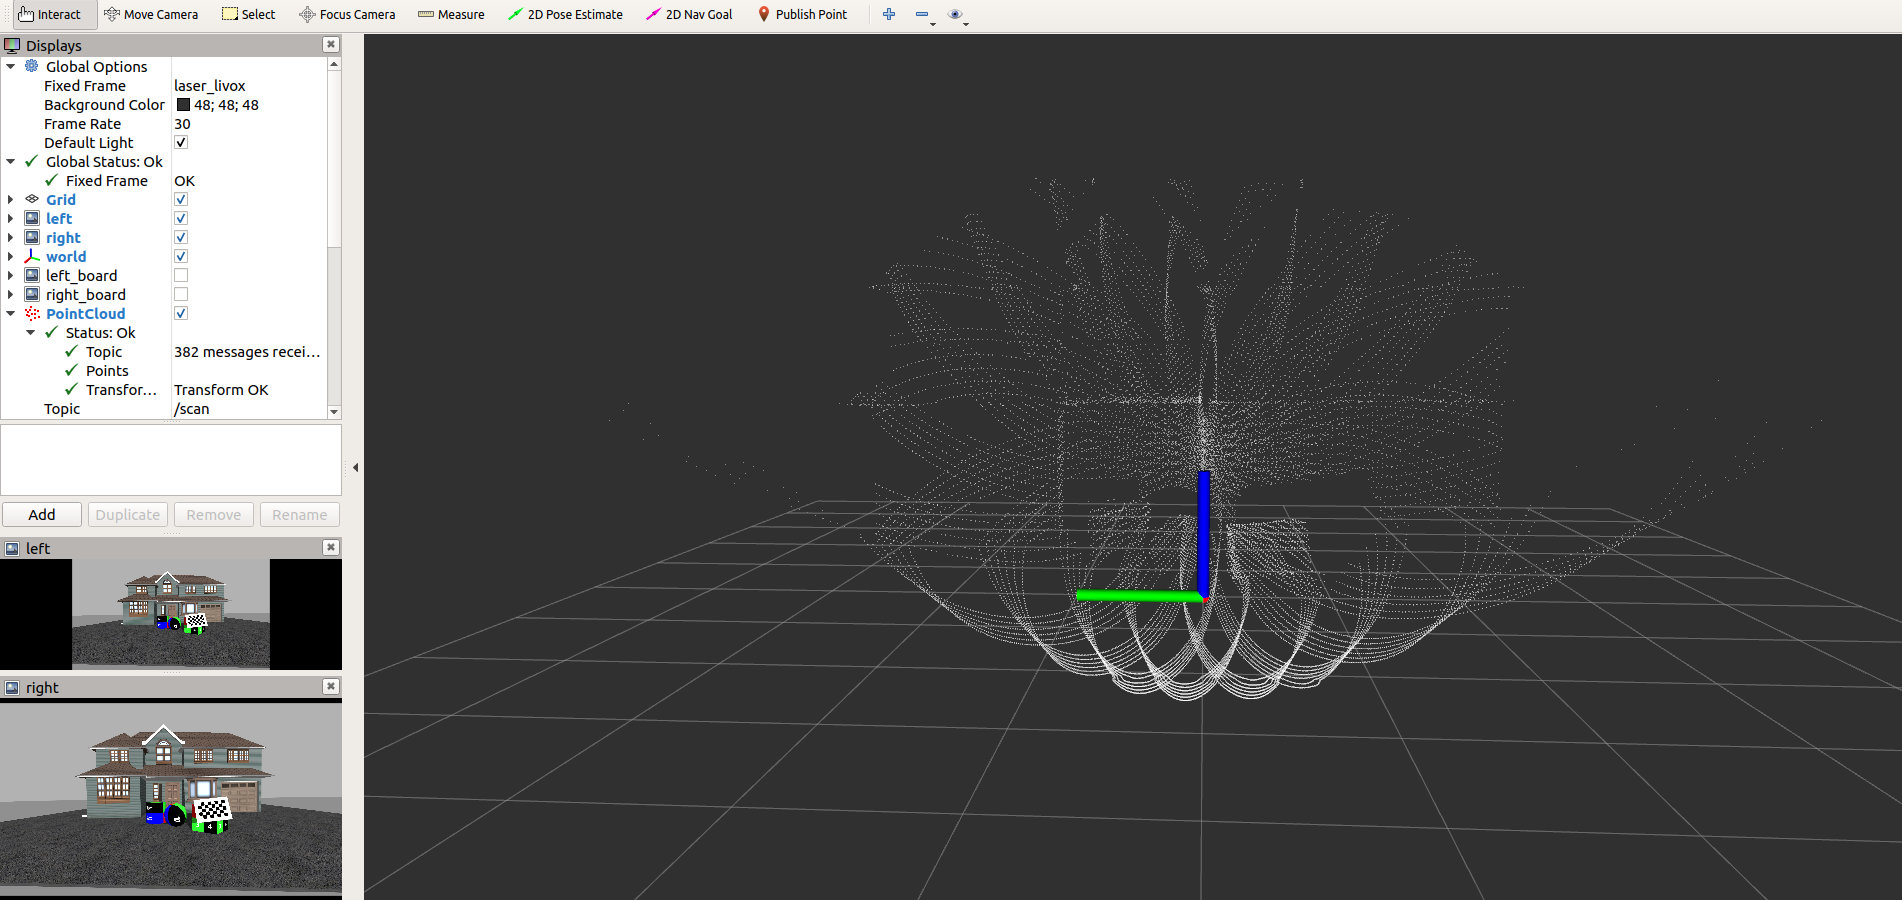 Interact Move Camera Select Focus Camera Measure 2D Pose Estimate 2D Nav Goal Publish Point
Displays
Global Options
Fixed Frame laser_livox
Background Color 48; 48; 48
Frame Rate 30
Default Light
Global Status: Ok
Fixed Frame OK
Grid
left
right
world
left_board
right_board
PointCloud
Status: Ok
Topic 382 messages recei...
Points
Transfor... Transform OK
Topic /scan
Add Duplicate Remove Rename
left
right